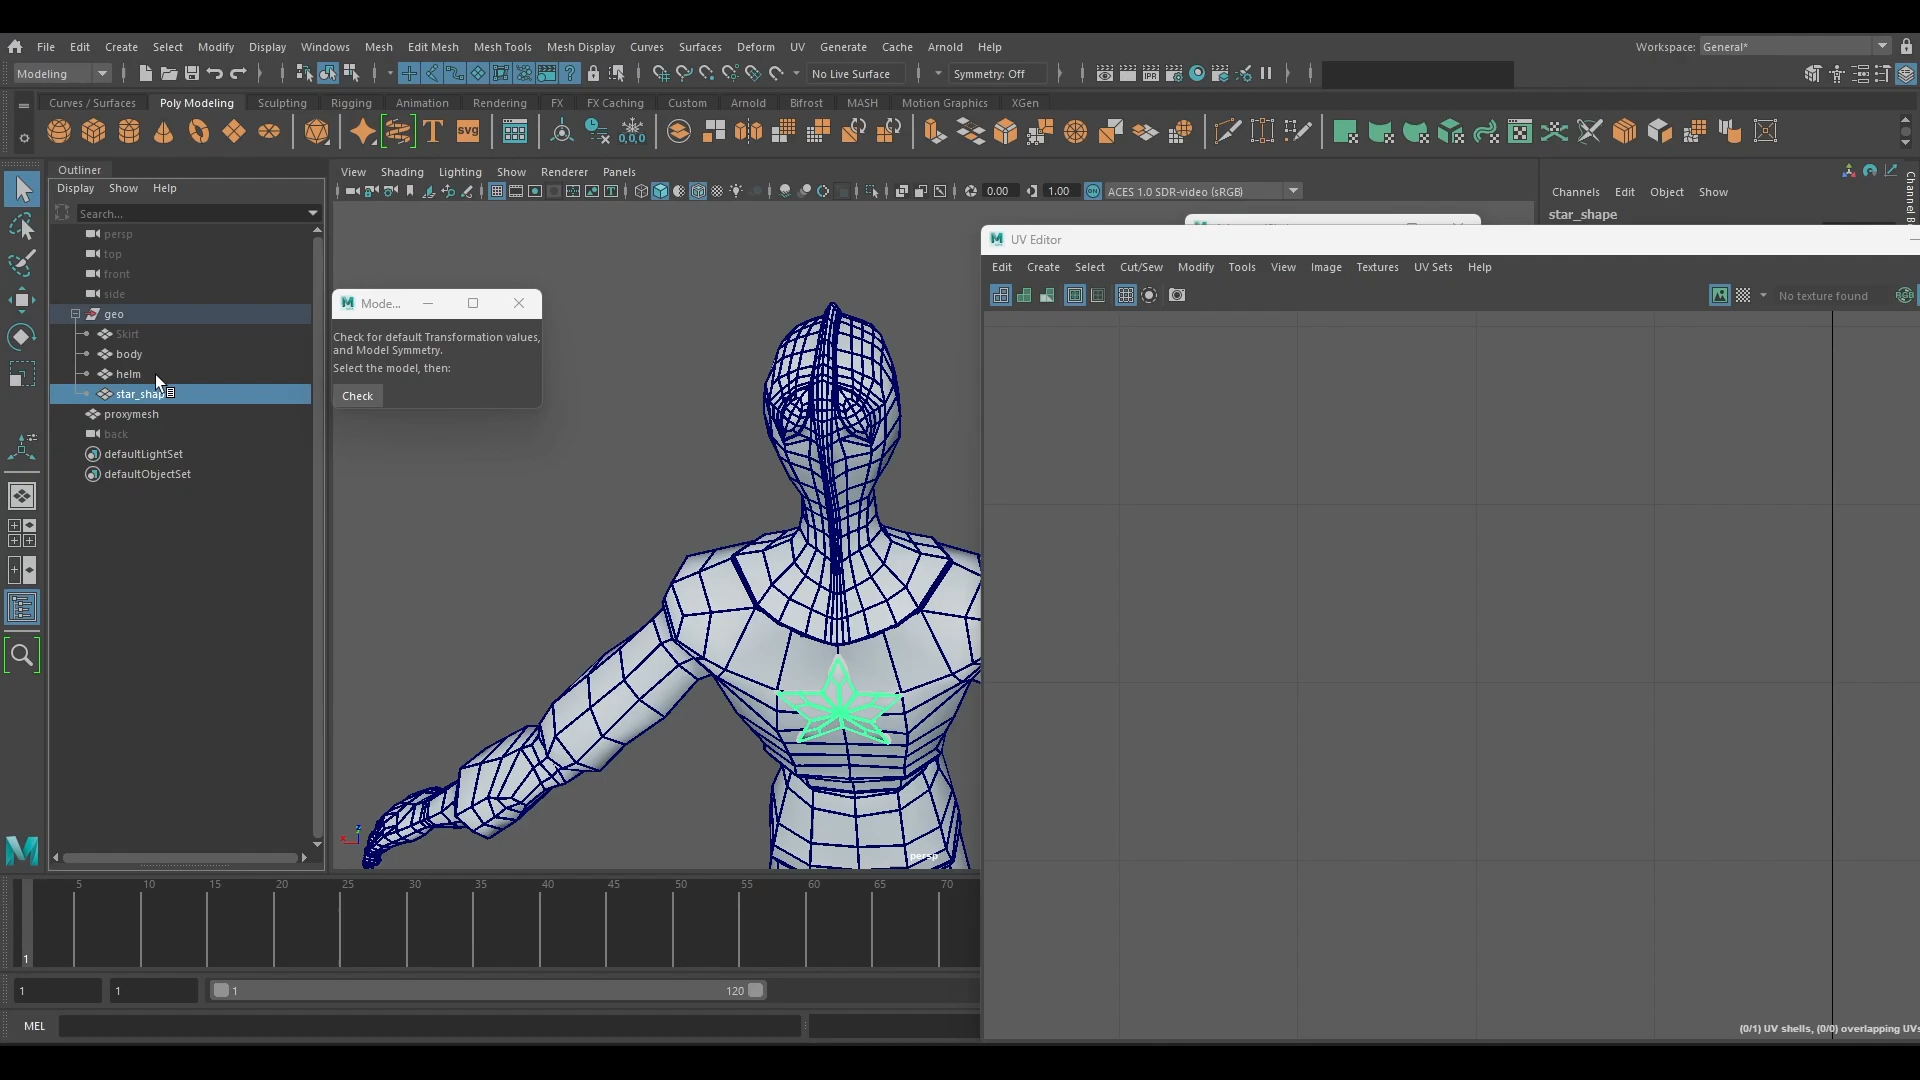 File Edit Create Select Modify Display Windows Mesh Edit Mesh Mesh Tools Mesh Display Curves Surfaces Deform UV Generate Cache Arnold Help
Workspace: General*
Modeling
No Live Surface
Symmetry: Off
IPR
Curves / Surfaces Poly Modeling Sculpting Rigging Animation Rendering FX FX Caching Custom Arnold Bifrost MASH Motion Graphics XGen
T
SVG
0,0,0
Outliner
Display Show Help
Search...
persp
top
front
side
geo
Skirt
body
helm
star_shap
proxymesh
back
defaultLightSet
defaultObjectSet
View Shading Lighting Show Renderer Panels
0.00
1.00
ACES 1.0 SDR-video (sRGB)
Mode...
Check for default Transformation values,
and Model Symmetry.
Select the model, then:
Check
persp
Channels Edit Object Show
star_shape
UV Editor
Edit Create Select Cut/Sew Modify Tools View Image Textures UV Sets Help
No texture found
RGB
(0/1) UV shells, (0/0) overlapping UVs
5 10 15 20 25 30 35 40 45 50 55 60 65 70
1
1
1
1
120
MEL